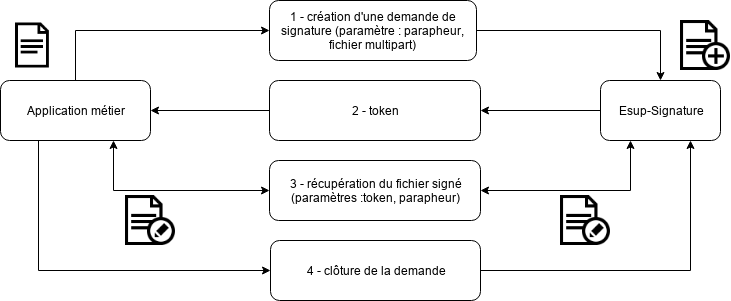 1 - création d'une demande de
signature (paramètre : parapheur,
fichier multipart)
Application métier
2 - token
Esup-Signature
3 - récupération du fichier signé
(paramètres :token, parapheur)
4 - clôture de la demande